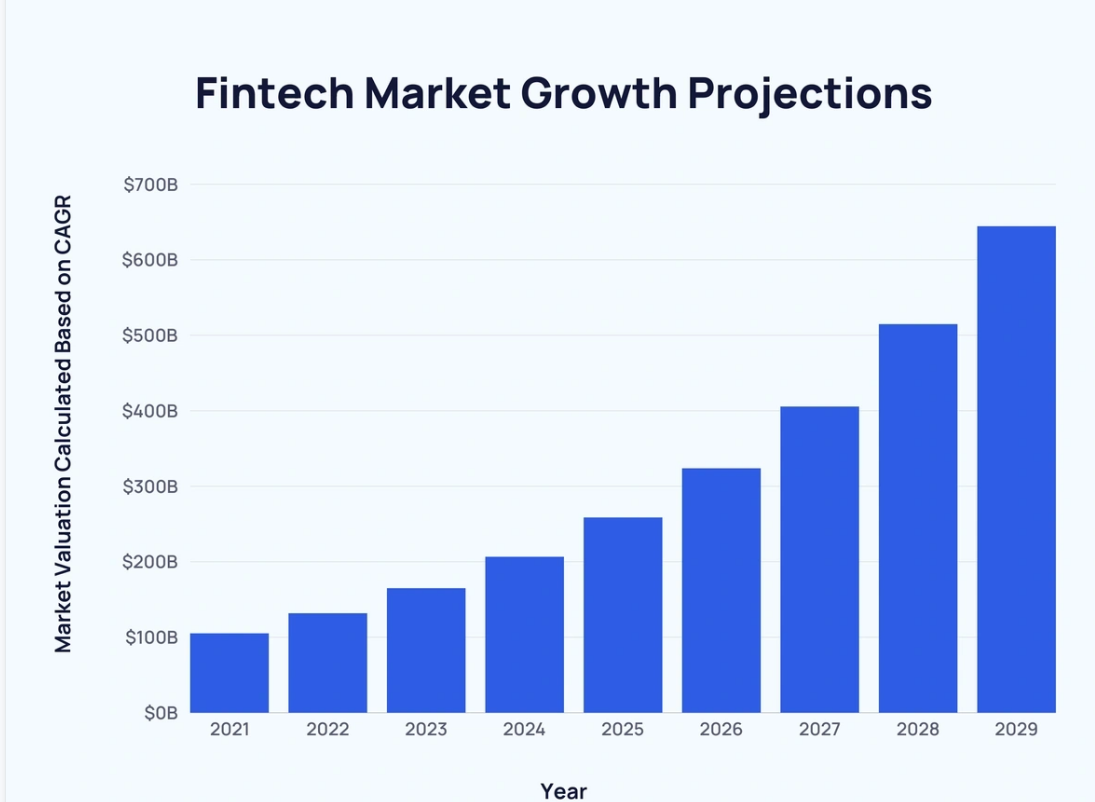 Fintech Market Growth Projections
Market Valuation Calculated Based on CAGR
$700B
$600B
$500B
$400B
$300B
$200B
$100B
$0B
2021 2022 2023 2024 2025 2026 2027 2028 2029
Year